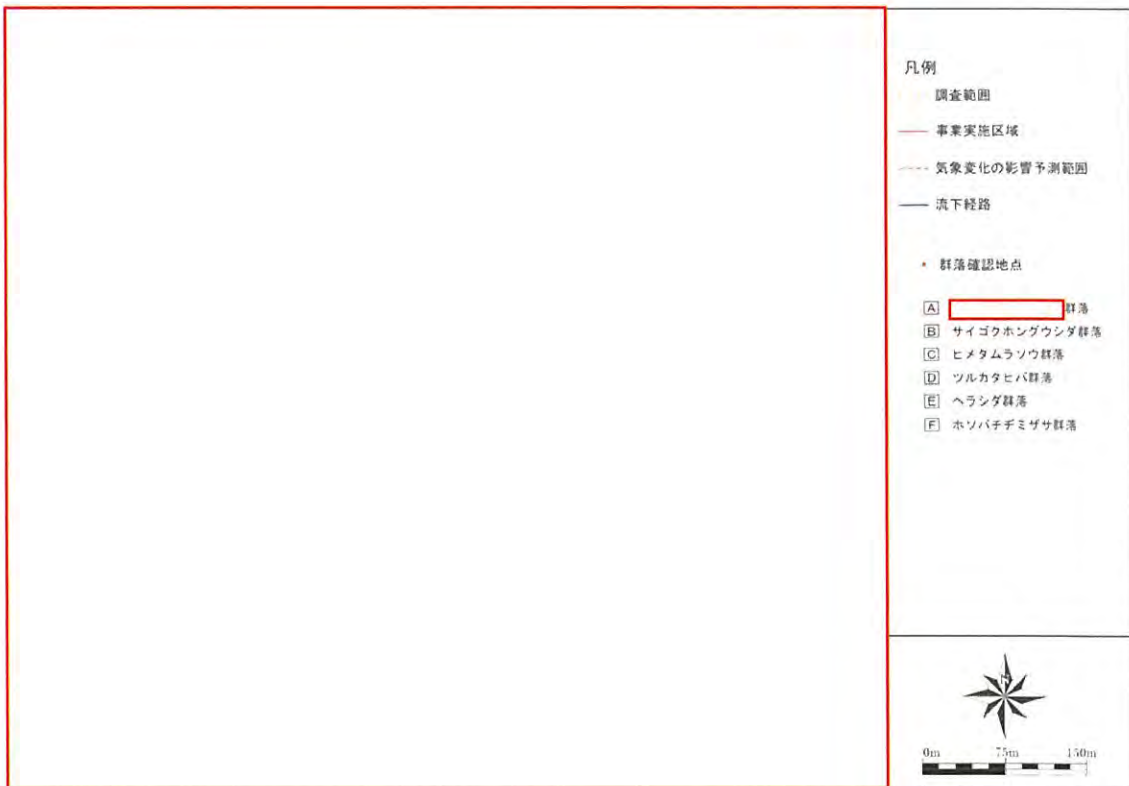 凡例
調査範囲
事業実施区域
気象変化の影響予測範囲
流下経路
群落確認地点
A 群落
B サイゴクホングウシダ群落
C ヒメタムラソウ群落
D ツルカタヒバ群落
E ヘラシダ群落
F ホソバチヂミザサ群落
N
0m 75m 150m